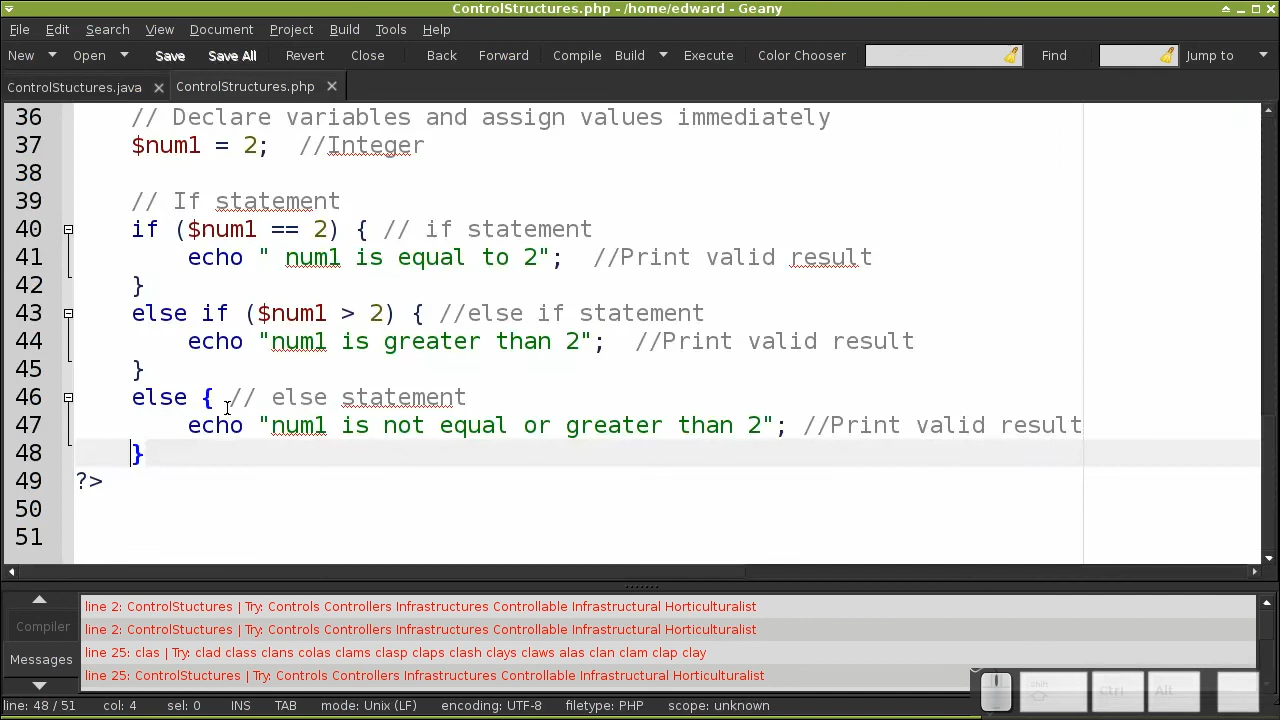 ControlStructures.php - /home/edward - Geany
File Edit Search View Document Project Build Tools Help
New Open Save Save All Revert Close Back Forward Compile Build Execute Color Chooser Find Jump to
ControlStuctures.java ControlStructures.php
36 // Declare variables and assign values immediately
37 $num1 = 2;  //Integer
38
39 // If statement
40 if ($num1 == 2) { // if statement
41 echo " num1 is equal to 2";  //Print valid result
42 }
43 else if ($num1 > 2) { //else if statement
44 echo "num1 is greater than 2";  //Print valid result
45 }
46 else { // else statement
47 echo "num1 is not equal or greater than 2"; //Print valid result
48 }
49 ?>
50
51
Compiler
Messages
line 2: ControlStuctures | Try: Controls Controllers Infrastructures Controllable Infrastructural Horticulturalist
line 2: ControlStuctures | Try: Controls Controllers Infrastructures Controllable Infrastructural Horticulturalist
line 25: clas | Try: clad class clans colas clams clasp claps clash clays claws alas clan clam clap clay
line 25: ControlStuctures | Try: Controls Controllers Infrastructures Controllable Infrastructural Horticulturalist
shift Ctrl Alt
line: 48 / 51 col: 4 sel: 0 INS TAB mode: Unix (LF) encoding: UTF-8 filetype: PHP scope: unknown